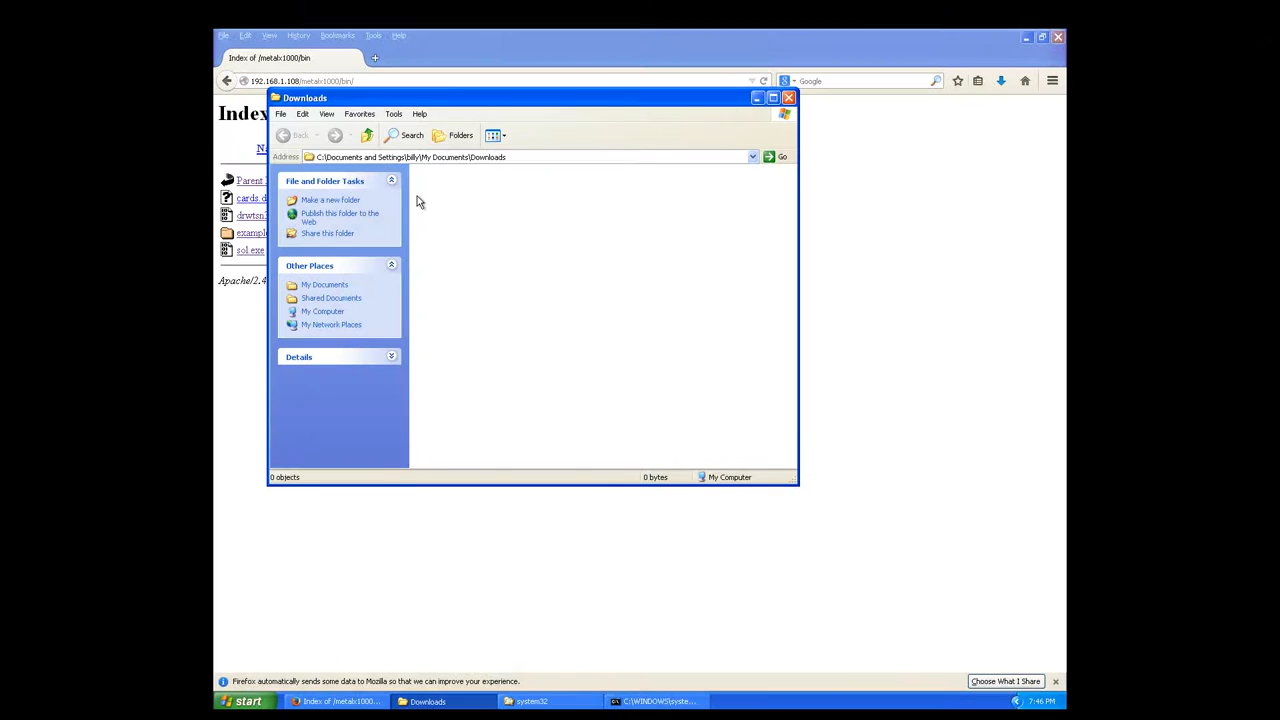 File Edit View History Bookmarks Tools Help
Index of /metalx1000/bin
192.168.1.108/metalx1000/bin/
Google
Index
Downloads
File Edit View Favorites Tools Help
Back Search Folders
Address C:\Documents and Settings\billy\My Documents\Downloads Go
Parent
cards.d
drwtsn
example
sol.exe
Apache/2.4
File and Folder Tasks
Make a new folder
Publish this folder to the
Web
Share this folder
Other Places
My Documents
Shared Documents
My Computer
My Network Places
Details
0 objects 0 bytes My Computer
Firefox automatically sends some data to Mozilla so that we can improve your experience. Choose What I Share
start Index of /metalx1000... Downloads system32 C:\WINDOWS\syste... 7:46 PM